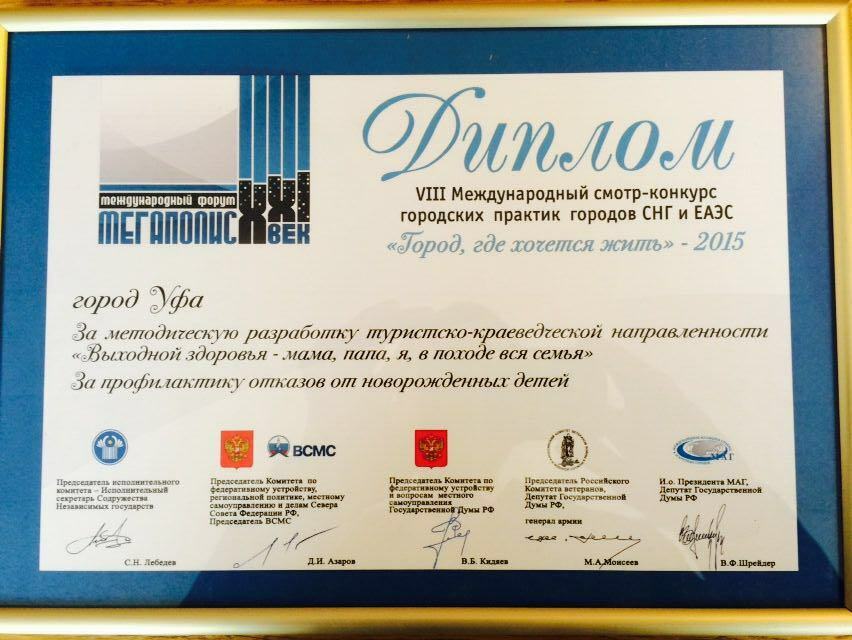 международный форум
МЕГАПОЛИС XXI ВЕК
Диплом
VIII Международный смотр-конкурс
городских практик городов СНГ и ЕАЭС
«Город, где хочется жить» - 2015
город Уфа
За методическую разработку туристско-краеведческой направленности
«Выходной здоровья - мама, папа, я, в походе вся семья»
За профилактику отказов от новорожденных детей
Председатель исполнительного
комитета – Исполнительный
секретарь Содружества
Независимых государств
С.Н. Лебедев
ВСМС
Председатель Комитета по
федеративному устройству,
региональной политике, местному
самоуправлению и делам Севера
Совета Федерации РФ,
Председатель ВСМС
Д.И. Азаров
Председатель Комитета по
федеративному устройству
и вопросам местного
самоуправления
Государственной Думы РФ
В.Б. Кидяев
Председатель Российского
Комитета ветеранов,
Депутат Государственной
Думы РФ,
генерал армии
М.А.Моисеев
МАГ
И.о. Президента МАГ,
Депутат Государственной
Думы РФ
В.Ф.Шрейдер